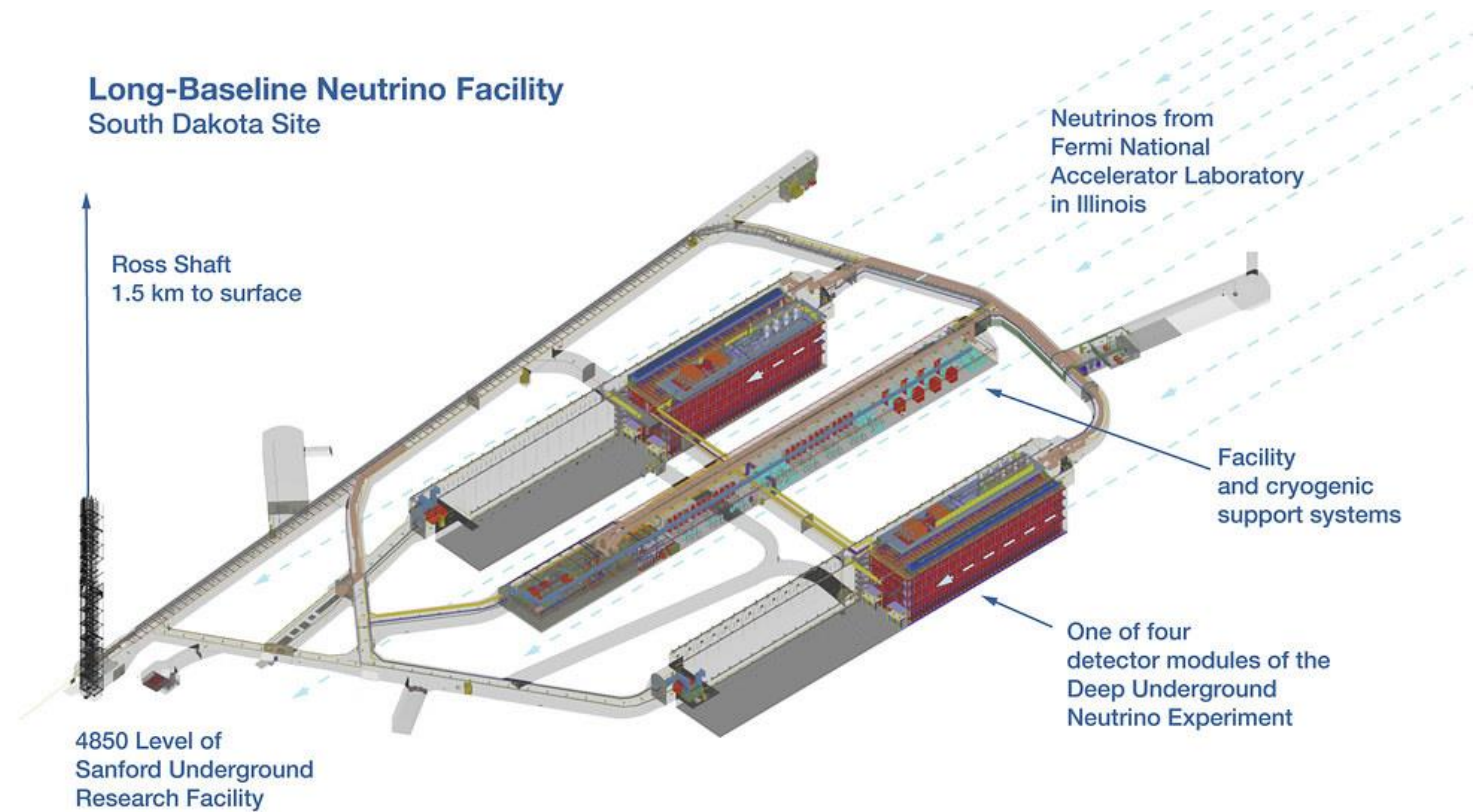 Long-Baseline Neutrino Facility
South Dakota Site
Neutrinos from
Fermi National
Accelerator Laboratory
in Illinois
Ross Shaft
1.5 km to surface
Facility
and cryogenic
support systems
One of four
detector modules of the
Deep Underground
Neutrino Experiment
4850 Level of
Sanford Underground
Research Facility